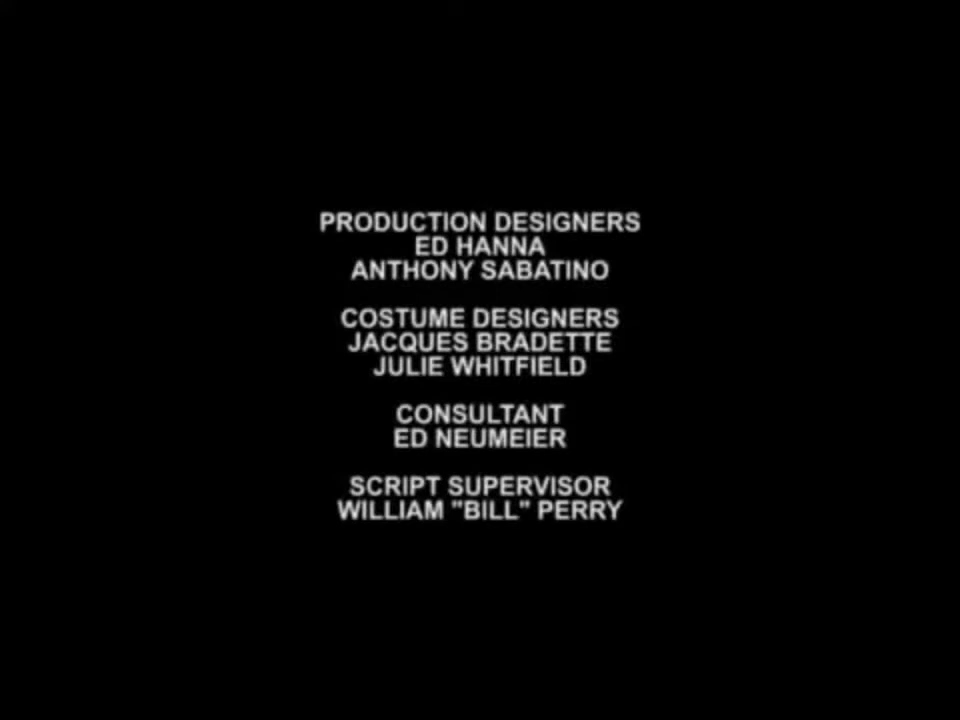 PRODUCTION DESIGNERS
ED HANNA
ANTHONY SABATINO
COSTUME DESIGNERS
JACQUES BRADETTE
JULIE WHITFIELD
CONSULTANT
ED NEUMEIER
SCRIPT SUPERVISOR
WILLIAM "BILL" PERRY